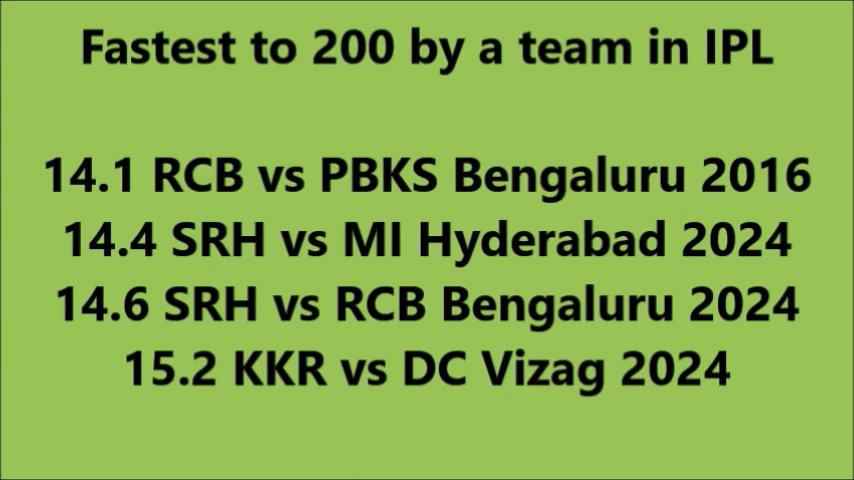 Fastest to 200 by a team in IPL
14.1 RCB vs PBKS Bengaluru 2016
14.4 SRH vs MI Hyderabad 2024
14.6 SRH vs RCB Bengaluru 2024
15.2 KKR vs DC Vizag 2024